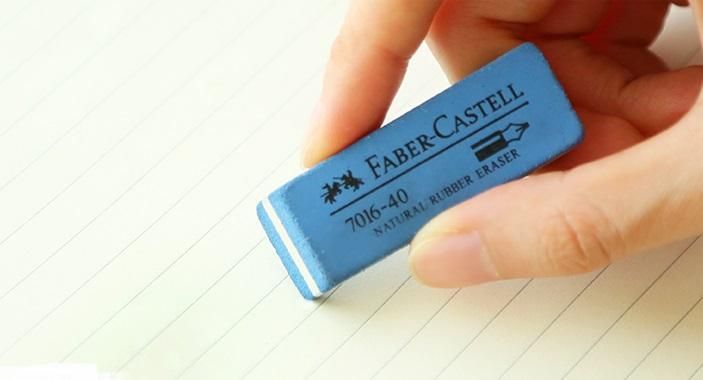 FABER-CASTELL
7016-40
NATURAL RUBBER ERASER